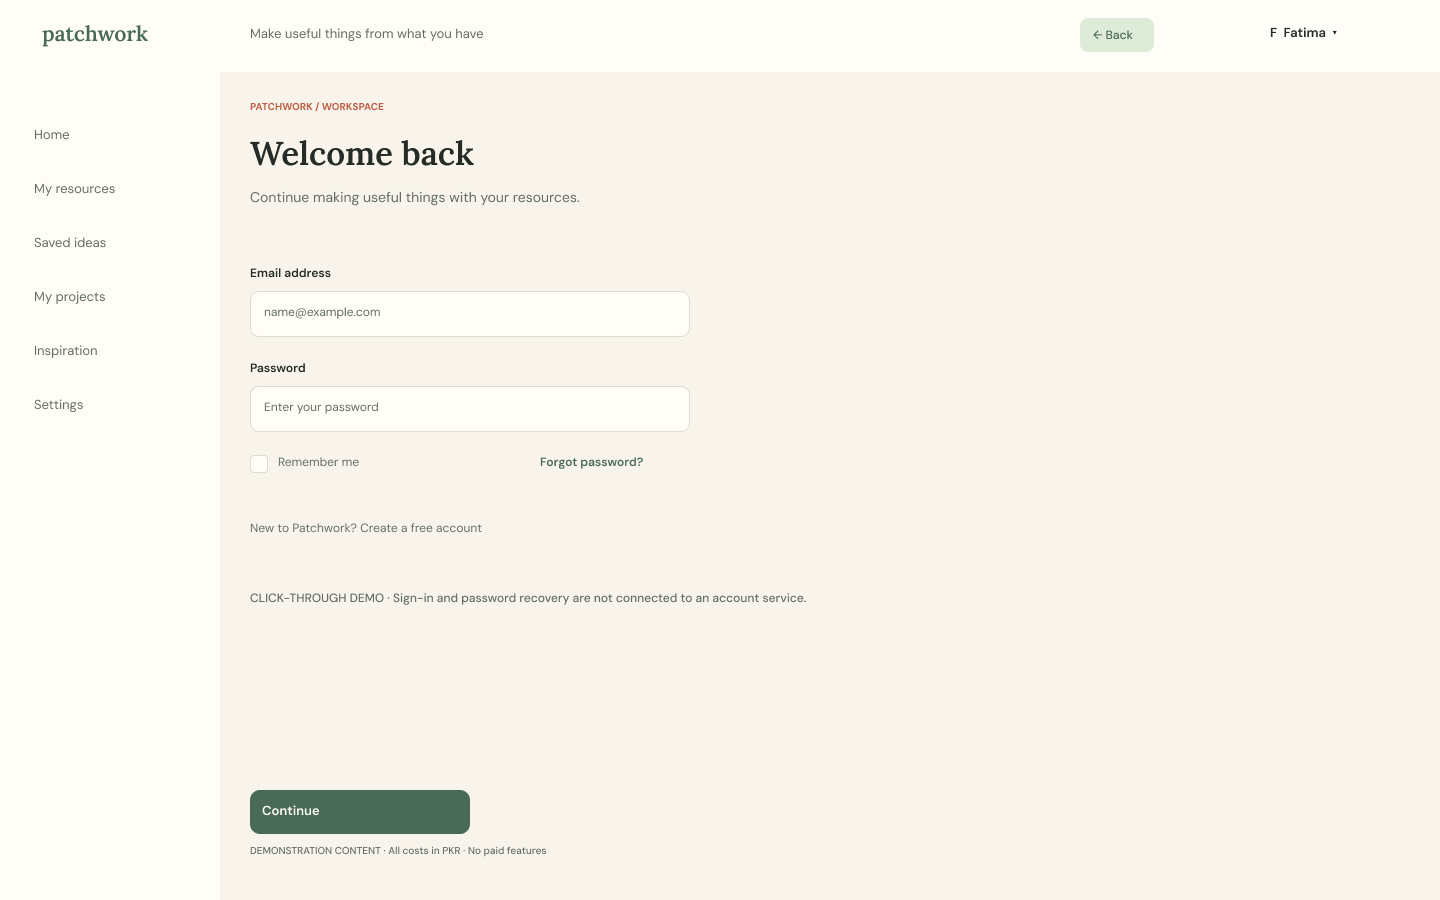 patchwork
Make useful things from what you have
← Back
F Fatima ▾
Home
My resources
Saved ideas
My projects
Inspiration
Settings
PATCHWORK / WORKSPACE
Welcome back
Continue making useful things with your resources.
Email address
name@example.com
Password
Enter your password
Remember me
Forgot password?
New to Patchwork? Create a free account
CLICK-THROUGH DEMO · Sign-in and password recovery are not connected to an account service.
Continue
DEMONSTRATION CONTENT · All costs in PKR · No paid features